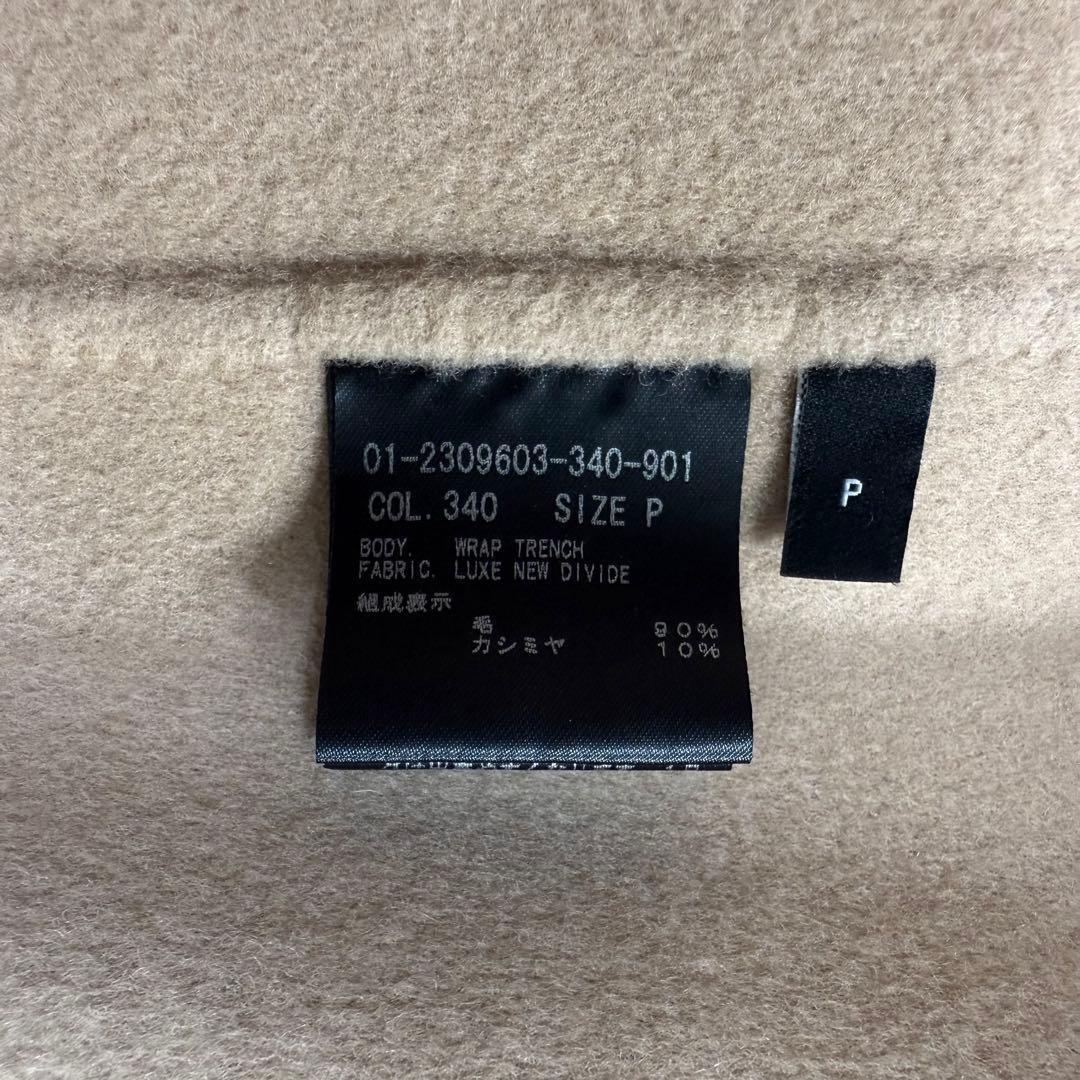 01-2309603-340-901
COL. 340 SIZE P
BODY. WRAP TRENCH
FABRIC. LUXE NEW DIVIDE
組成表示
毛 90%
カシミヤ 10%
P